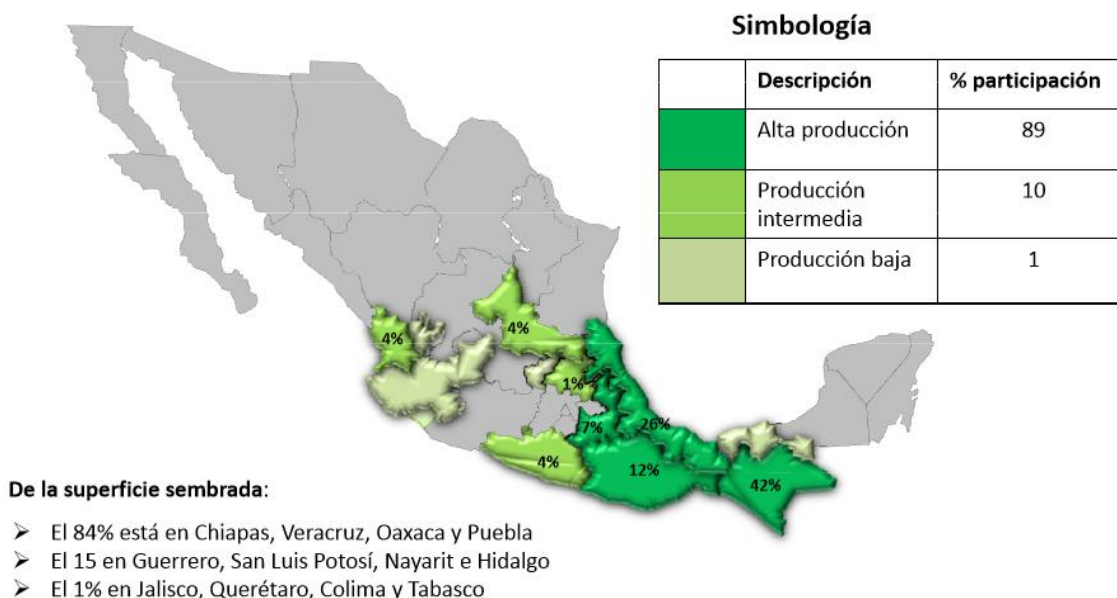 Simbología
Descripción % participación
Alta producción 89
Producción
intermedia 10
Producción baja 1
4%
4%
1%
7%
26%
4%
12%
42%
De la superficie sembrada:
➤ El 84% está en Chiapas, Veracruz, Oaxaca y Puebla
➤ El 15 en Guerrero, San Luis Potosí, Nayarit e Hidalgo
➤ El 1% en Jalisco, Querétaro, Colima y Tabasco